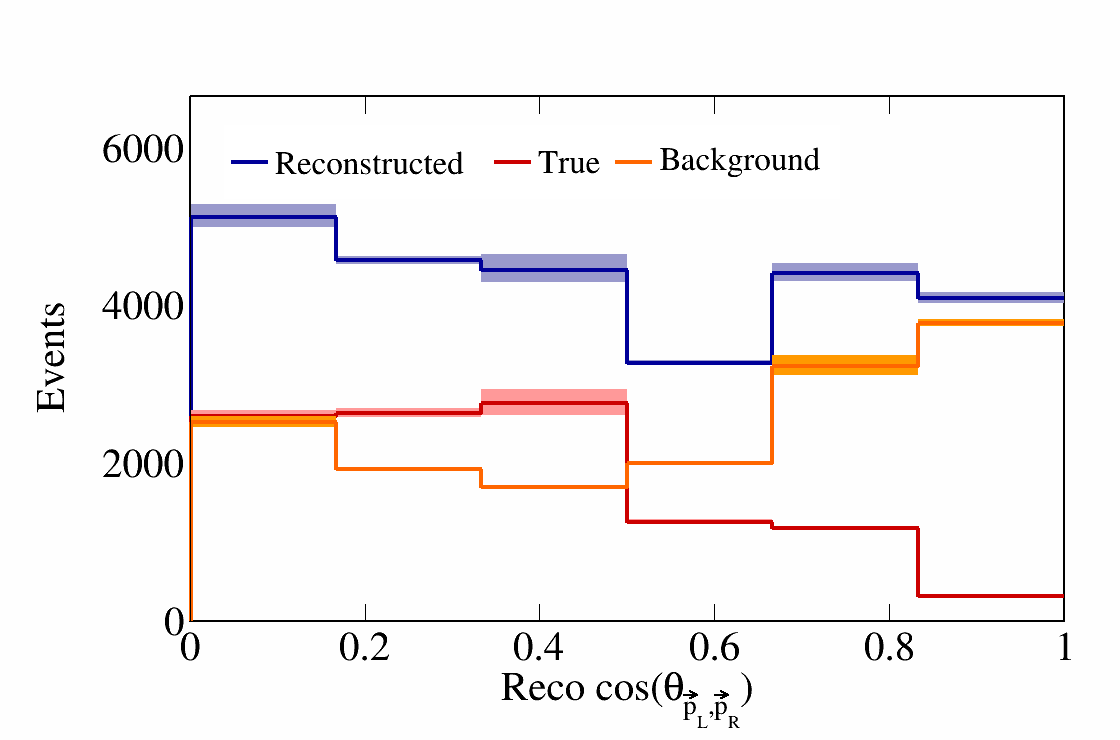 6000
Reconstructed True Background
4000
Events
2000
0
0 0.2 0.4 0.6 0.8 1
Reco cos(θp⃗L,p⃗R)